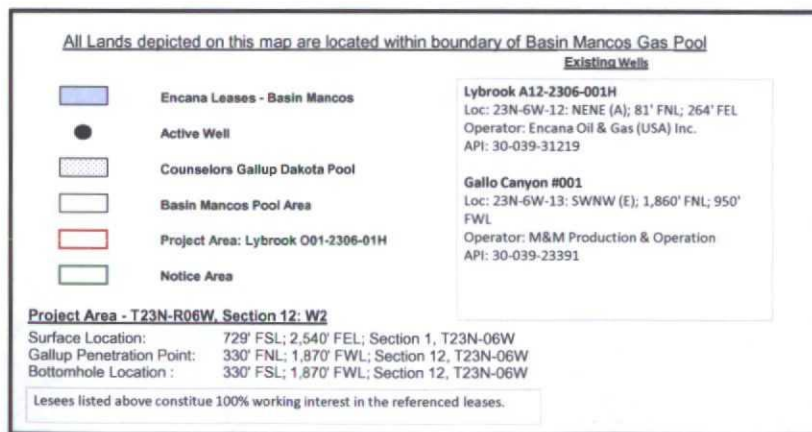 All Lands depicted on this map are located within boundary of Basin Mancos Gas Pool
Existing Wells
Encana Leases - Basin Mancos
Active Well
Counselors Gallup Dakota Pool
Basin Mancos Pool Area
Project Area: Lybrook O01-2306-01H
Notice Area
Lybrook A12-2306-001H
Loc: 23N-6W-12: NENE (A); 81' FNL; 264' FEL
Operator: Encana Oil & Gas (USA) Inc.
API: 30-039-31219
Gallo Canyon #001
Loc: 23N-6W-13: SWNW (E); 1,860' FNL; 950'
FWL
Operator: M&M Production & Operation
API: 30-039-23391
Project Area - T23N-R06W, Section 12: W2
Surface Location: 729' FSL; 2,540' FEL; Section 1, T23N-06W
Gallup Penetration Point: 330' FNL; 1,870' FWL; Section 12, T23N-06W
Bottomhole Location : 330' FSL; 1,870' FWL; Section 12, T23N-06W
Lesees listed above constitue 100% working interest in the referenced leases.